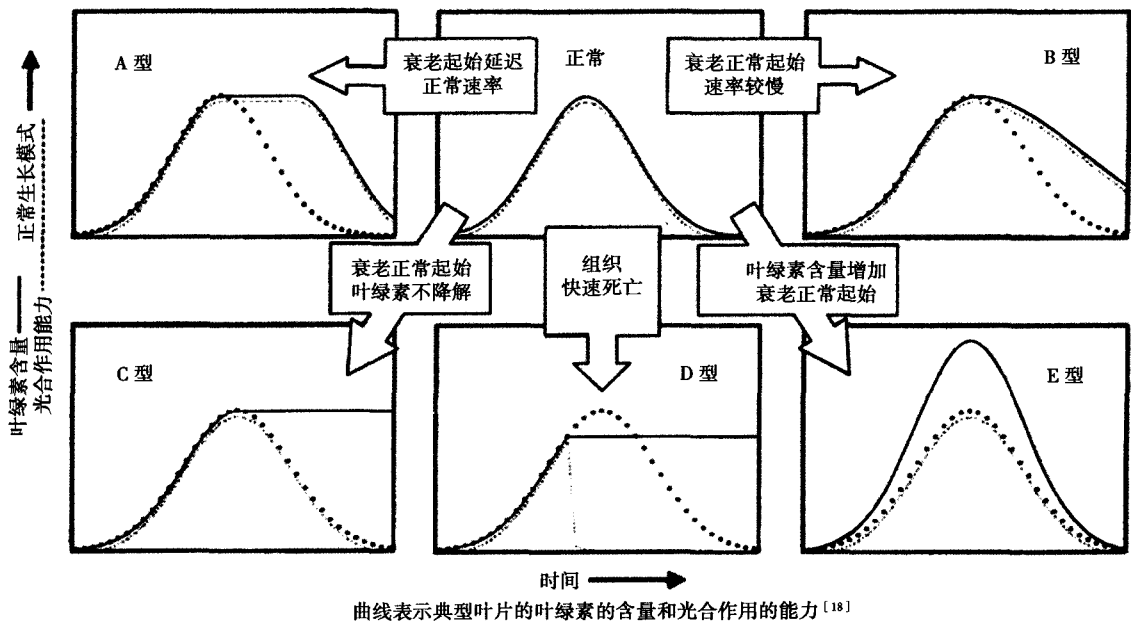 A 型
衰老起始延迟
正常速率
正常
衰老正常起始
速率较慢
B 型
叶绿素含量 —— 正常生长模式 ••••••
光合作用能力 ┈┈
衰老正常起始
叶绿素不降解
组织
快速死亡
叶绿素含量增加
衰老正常起始
C 型
D 型
E 型
时间
曲线表示典型叶片的叶绿素的含量和光合作用的能力[18]